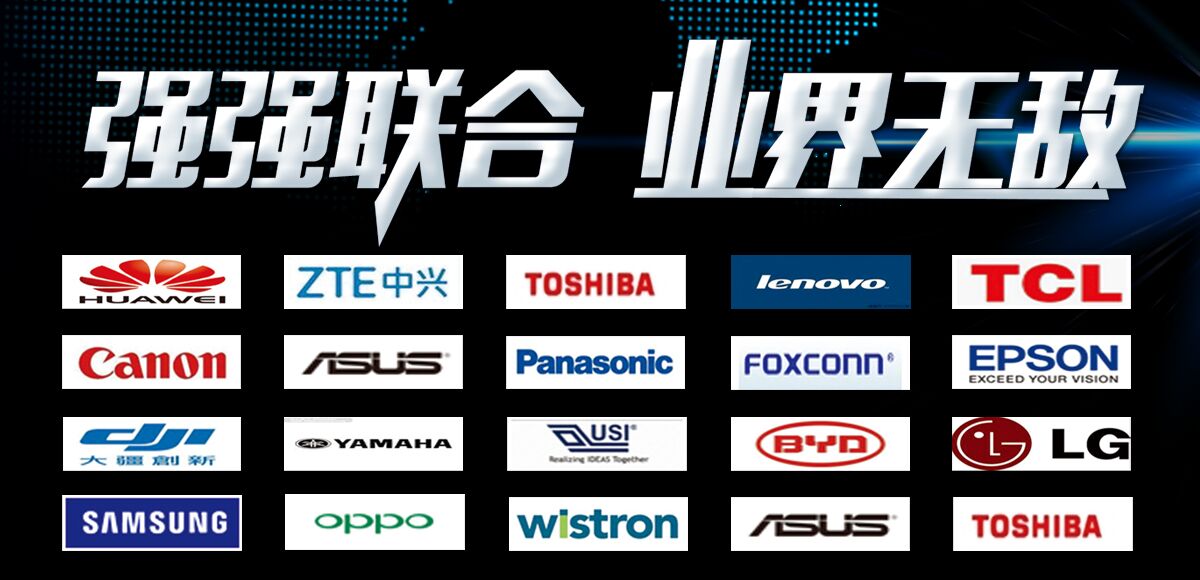 强强联合 业界无敌
HUAWEI ZTE中兴 TOSHIBA lenovo TCL
Canon ASUS Panasonic FOXCONN® EPSON
EXCEED YOUR VISION
dji YAMAHA USI® BYD LG
大疆創新 Realizing IDEAS Together
SAMSUNG oppo wistron ASUS TOSHIBA